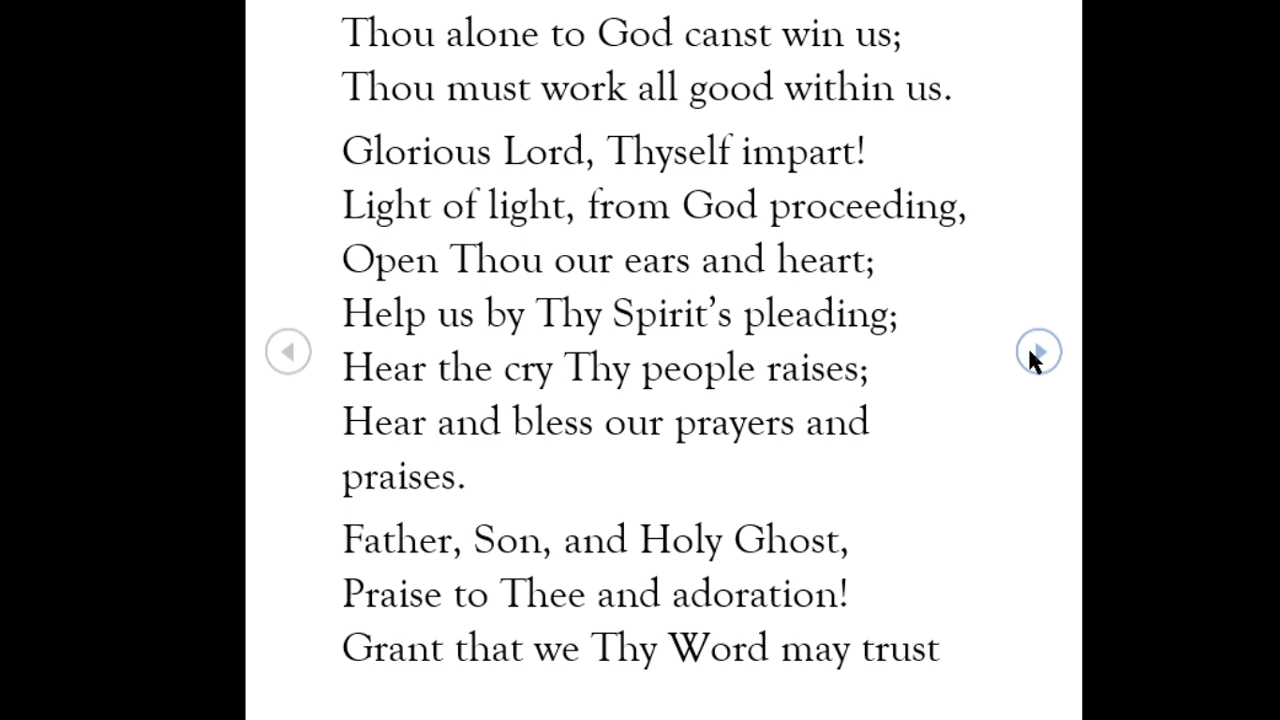 Thou alone to God canst win us;
Thou must work all good within us.
Glorious Lord, Thyself impart!
Light of light, from God proceeding,
Open Thou our ears and heart;
Help us by Thy Spirit’s pleading;
Hear the cry Thy people raises;
Hear and bless our prayers and
praises.
Father, Son, and Holy Ghost,
Praise to Thee and adoration!
Grant that we Thy Word may trust